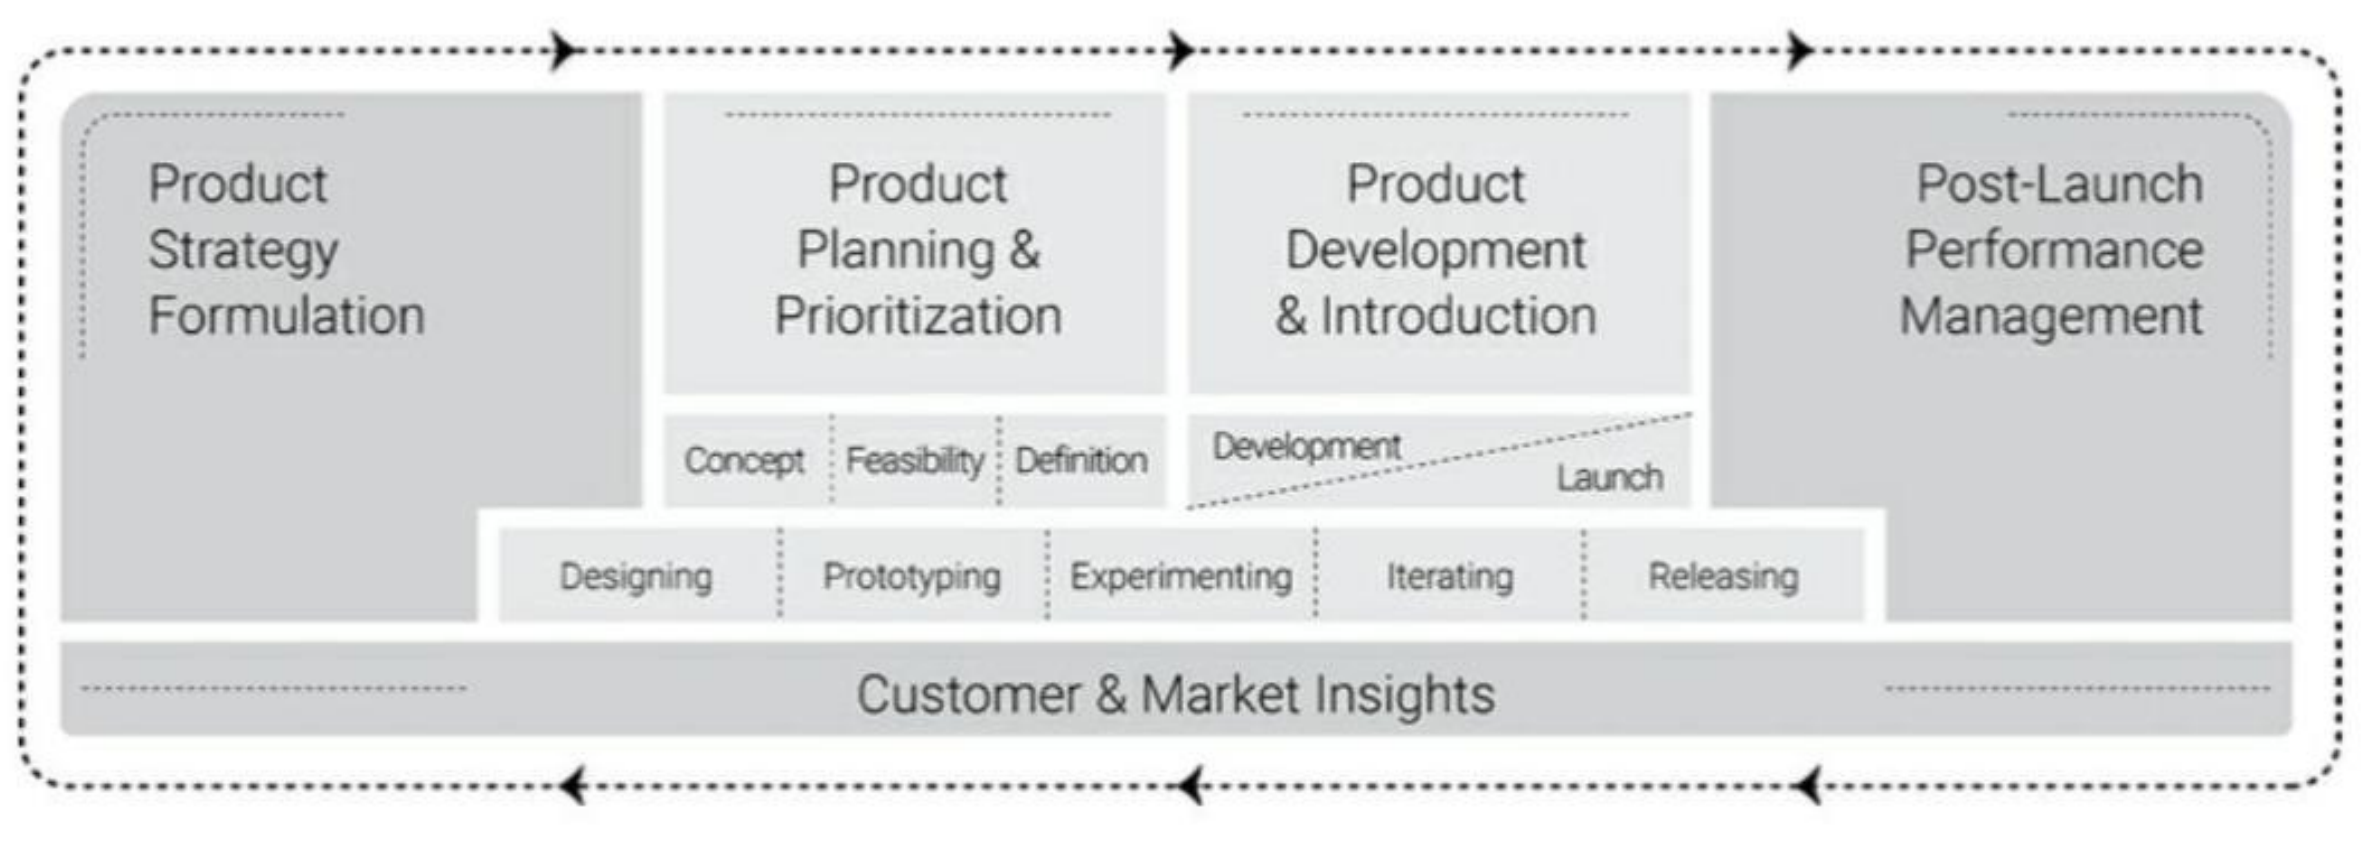 Product
Strategy
Formulation
Product
Planning &
Prioritization
Product
Development
& Introduction
Post-Launch
Performance
Management
Concept
Feasibility
Definition
Development
Launch
Designing
Prototyping
Experimenting
Iterating
Releasing
Customer & Market Insights